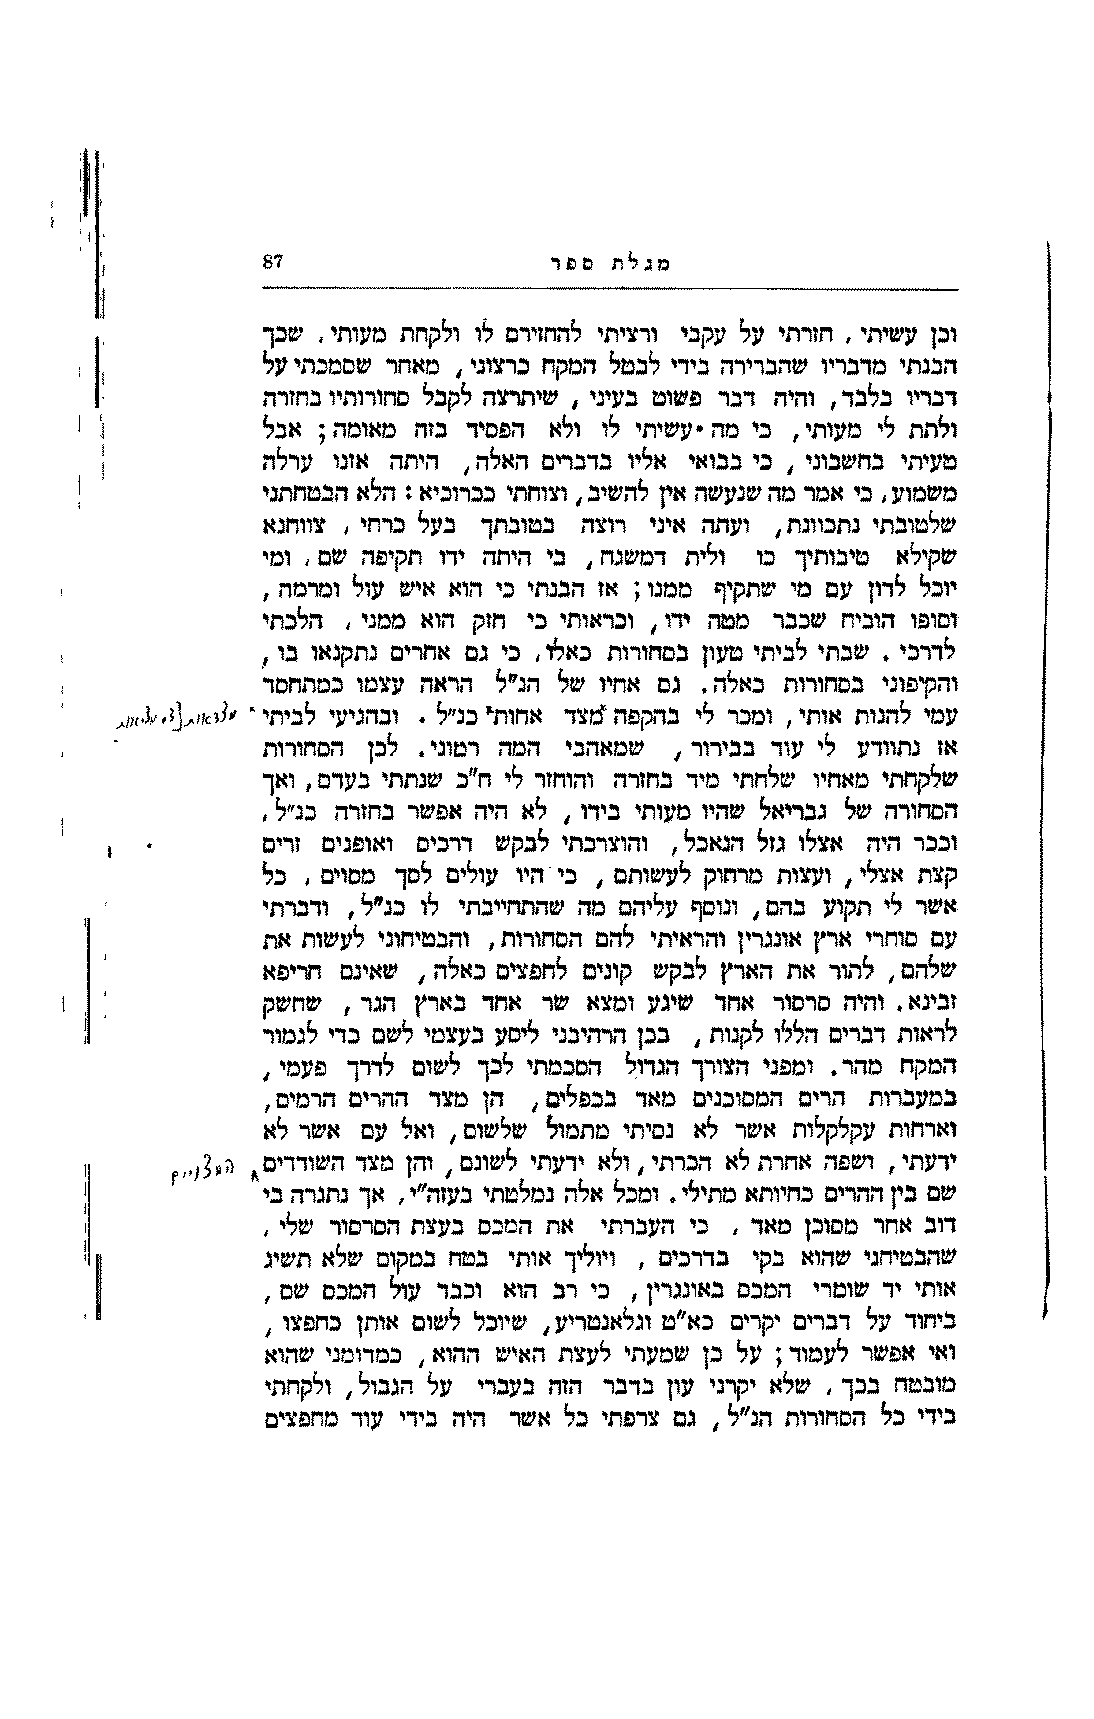 מגלת ספר 87
וכן עשיתי, חזרתי על עקבי ורציתי להחזירם לו ולקחת מעותי, שכך
הבנתי מדבריו שהברירה בידי לבטל המקח ברצוני, מאחר שסמכתי על
דבריו בלבד, והיה דבר פשוט בעיני, שיתרצה לקבל סחורותיו בחזרה
ולתת לי מעותי, כי מה עשיתי לו ולא הפסיד בזה מאומה; אבל
טעיתי בחשבוני, כי בבואי אליו בדברים האלה, היתה אזנו ערלה
משמוע, כי אמר מה שנעשה אין להשיב, וצוחתי ככרוכיא: הלא הבטחתני
שלטובתי נתכוונת, ועתה איני רוצה בטובתך בעל כרחי, צווחנא
שקילא טיבותיך כו ולית דמשגח, כי היתה ידו תקיפה שם, ומי
יוכל לדון עם מי שתקיף ממנו; אז הבנתי כי הוא איש עול ומרמה,
וסופו הוכיח שכבר מטה ידו, וכראותי כי חזק הוא ממני, הלכתי
לדרכי. שבתי לביתי טעון בסחורות כאלו, כי גם אחרים נתקנאו בו,
והקיפוני בסחורות כאלה. גם אחיו של הנ"ל הראה עצמו כמתחסד
עמי להנות אותי, ומכר לי בהקפה מצד אחות כנ"ל. ובהגיעי לביתי
אז נתוודע לי עוד בבירור, שמאהבי המה רמוני. לכן הסחורות
שלקחתי מאחיו שלחתי מיד בחזרה והוחזר לי ח"כ שנתתי בעדם, ואך
הסחורה של גבריאל שהיו מעותי בידו, לא היה אפשר בחזרה כנ"ל,
וכבר היה אצלו גזל הנאכל, והוצרכתי לבקש דרכים ואופנים זרים
קצת אצלי, ועצות מרחוק לעשותם, כי היו עולים לסך מסוים, כל
אשר לי תקוע בהם, ונוסף עליהם מה שהתחייבתי לו כנ"ל, ודברתי
עם סוחרי ארץ אונגרין והראיתי להם הסחורות, והבטיחוני לעשות את
שלהם, לתור את הארץ לבקש קונים לחפצים כאלה, שאינם חריפא
זבינא. והיה סרסור אחד שיגע ומצא שר אחד בארץ הגר, שחשק
לראות דברים הללו לקנות, בכן הרהיבני ליסע בעצמי לשם כדי לגמור
המקח מהר. ומפני הצורך הגדול הסכמתי לכך לשום לדרך פעמי,
במעברות הרים המסוכנים מאד בכפלים, הן מצד ההרים הרמים,
וארחות עקלקלות אשר לא נסיתי מתמול שלשום, ואל עם אשר לא
ידעתי, ושפה אחרת לא הכרתי, ולא ידעתי לשונם, והן מצד השודדים
המצויים
שם בין ההרים כחיותא מתילי. ומכל אלה נמלטתי בעזה"י, אך נתגרה בי
דוב אחר מסוכן מאד, כי העברתי את המכס בעצת הסרסור שלי,
שהבטיחני שהוא בקי בדרכים, ויוליך אותי בטח במקום שלא תשיג
אותי יד שומרי המכס באונגרין, כי רב הוא וכבד עול המכס שם,
ביחוד על דברים יקרים כא"ט וגלאנטריע, שיוכל לשום אותן כחפצו,
ואי אפשר לעמוד; על כן שמעתי לעצת האיש ההוא, כמדומני שהוא
מובטח בכך, שלא יקרני עון בדבר הזה בעברי על הגבול, ולקחתי
בידי כל הסחורות הנ"ל, גם צרפתי כל אשר היה בידי עוד מחפצים